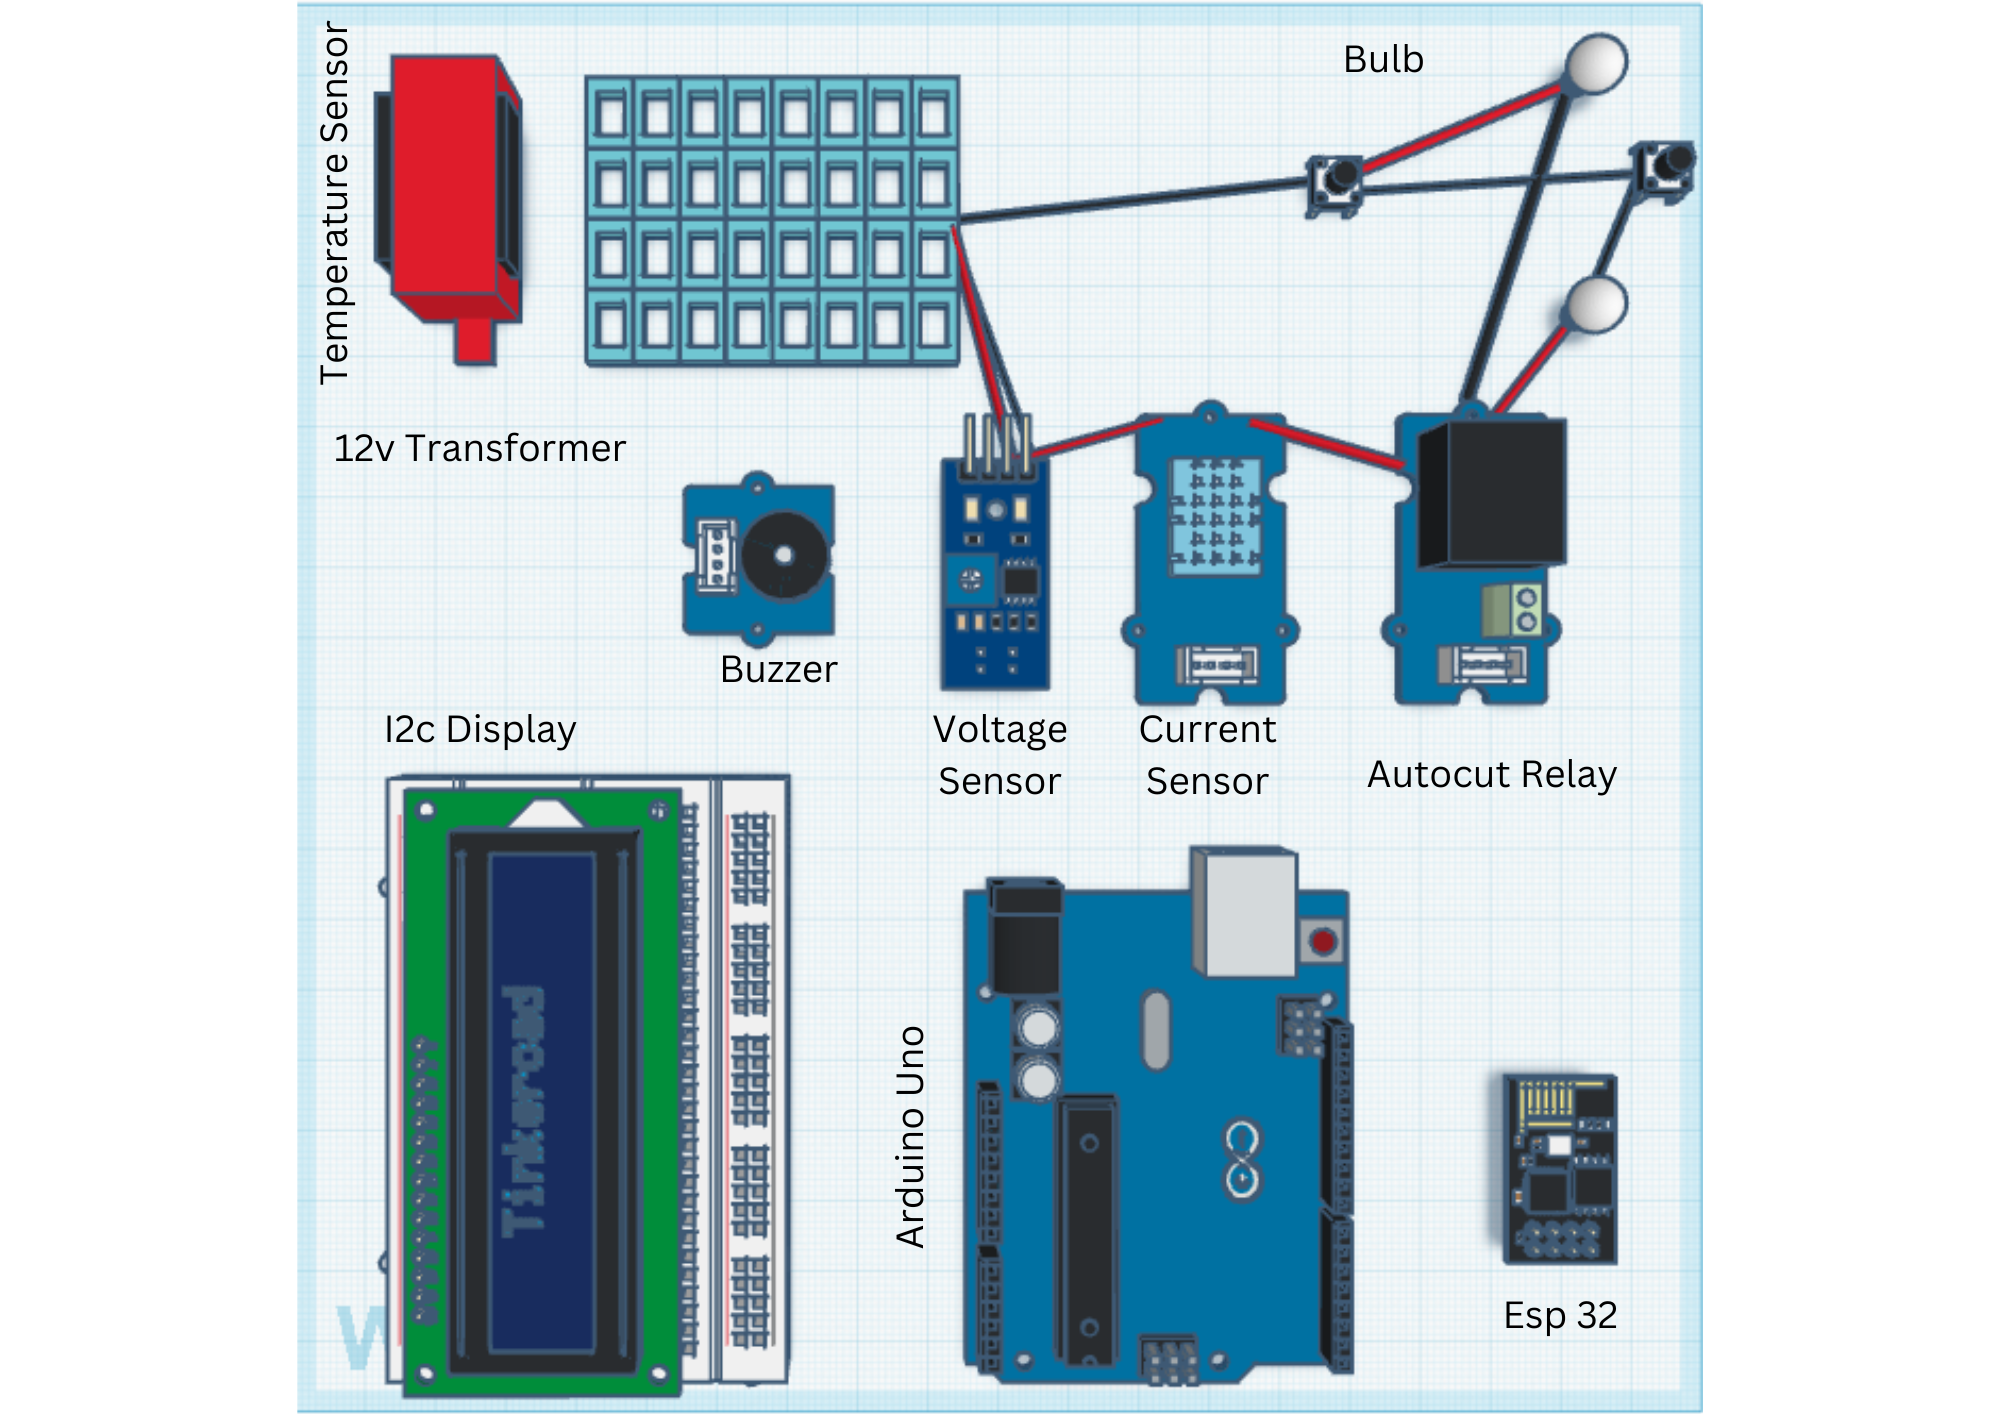 Temperature Sensor
Bulb
12v Transformer
Buzzer
I2c Display
Voltage
Sensor
Current
Sensor
Autocut Relay
Tinkercad
Arduino Uno
Esp 32
W